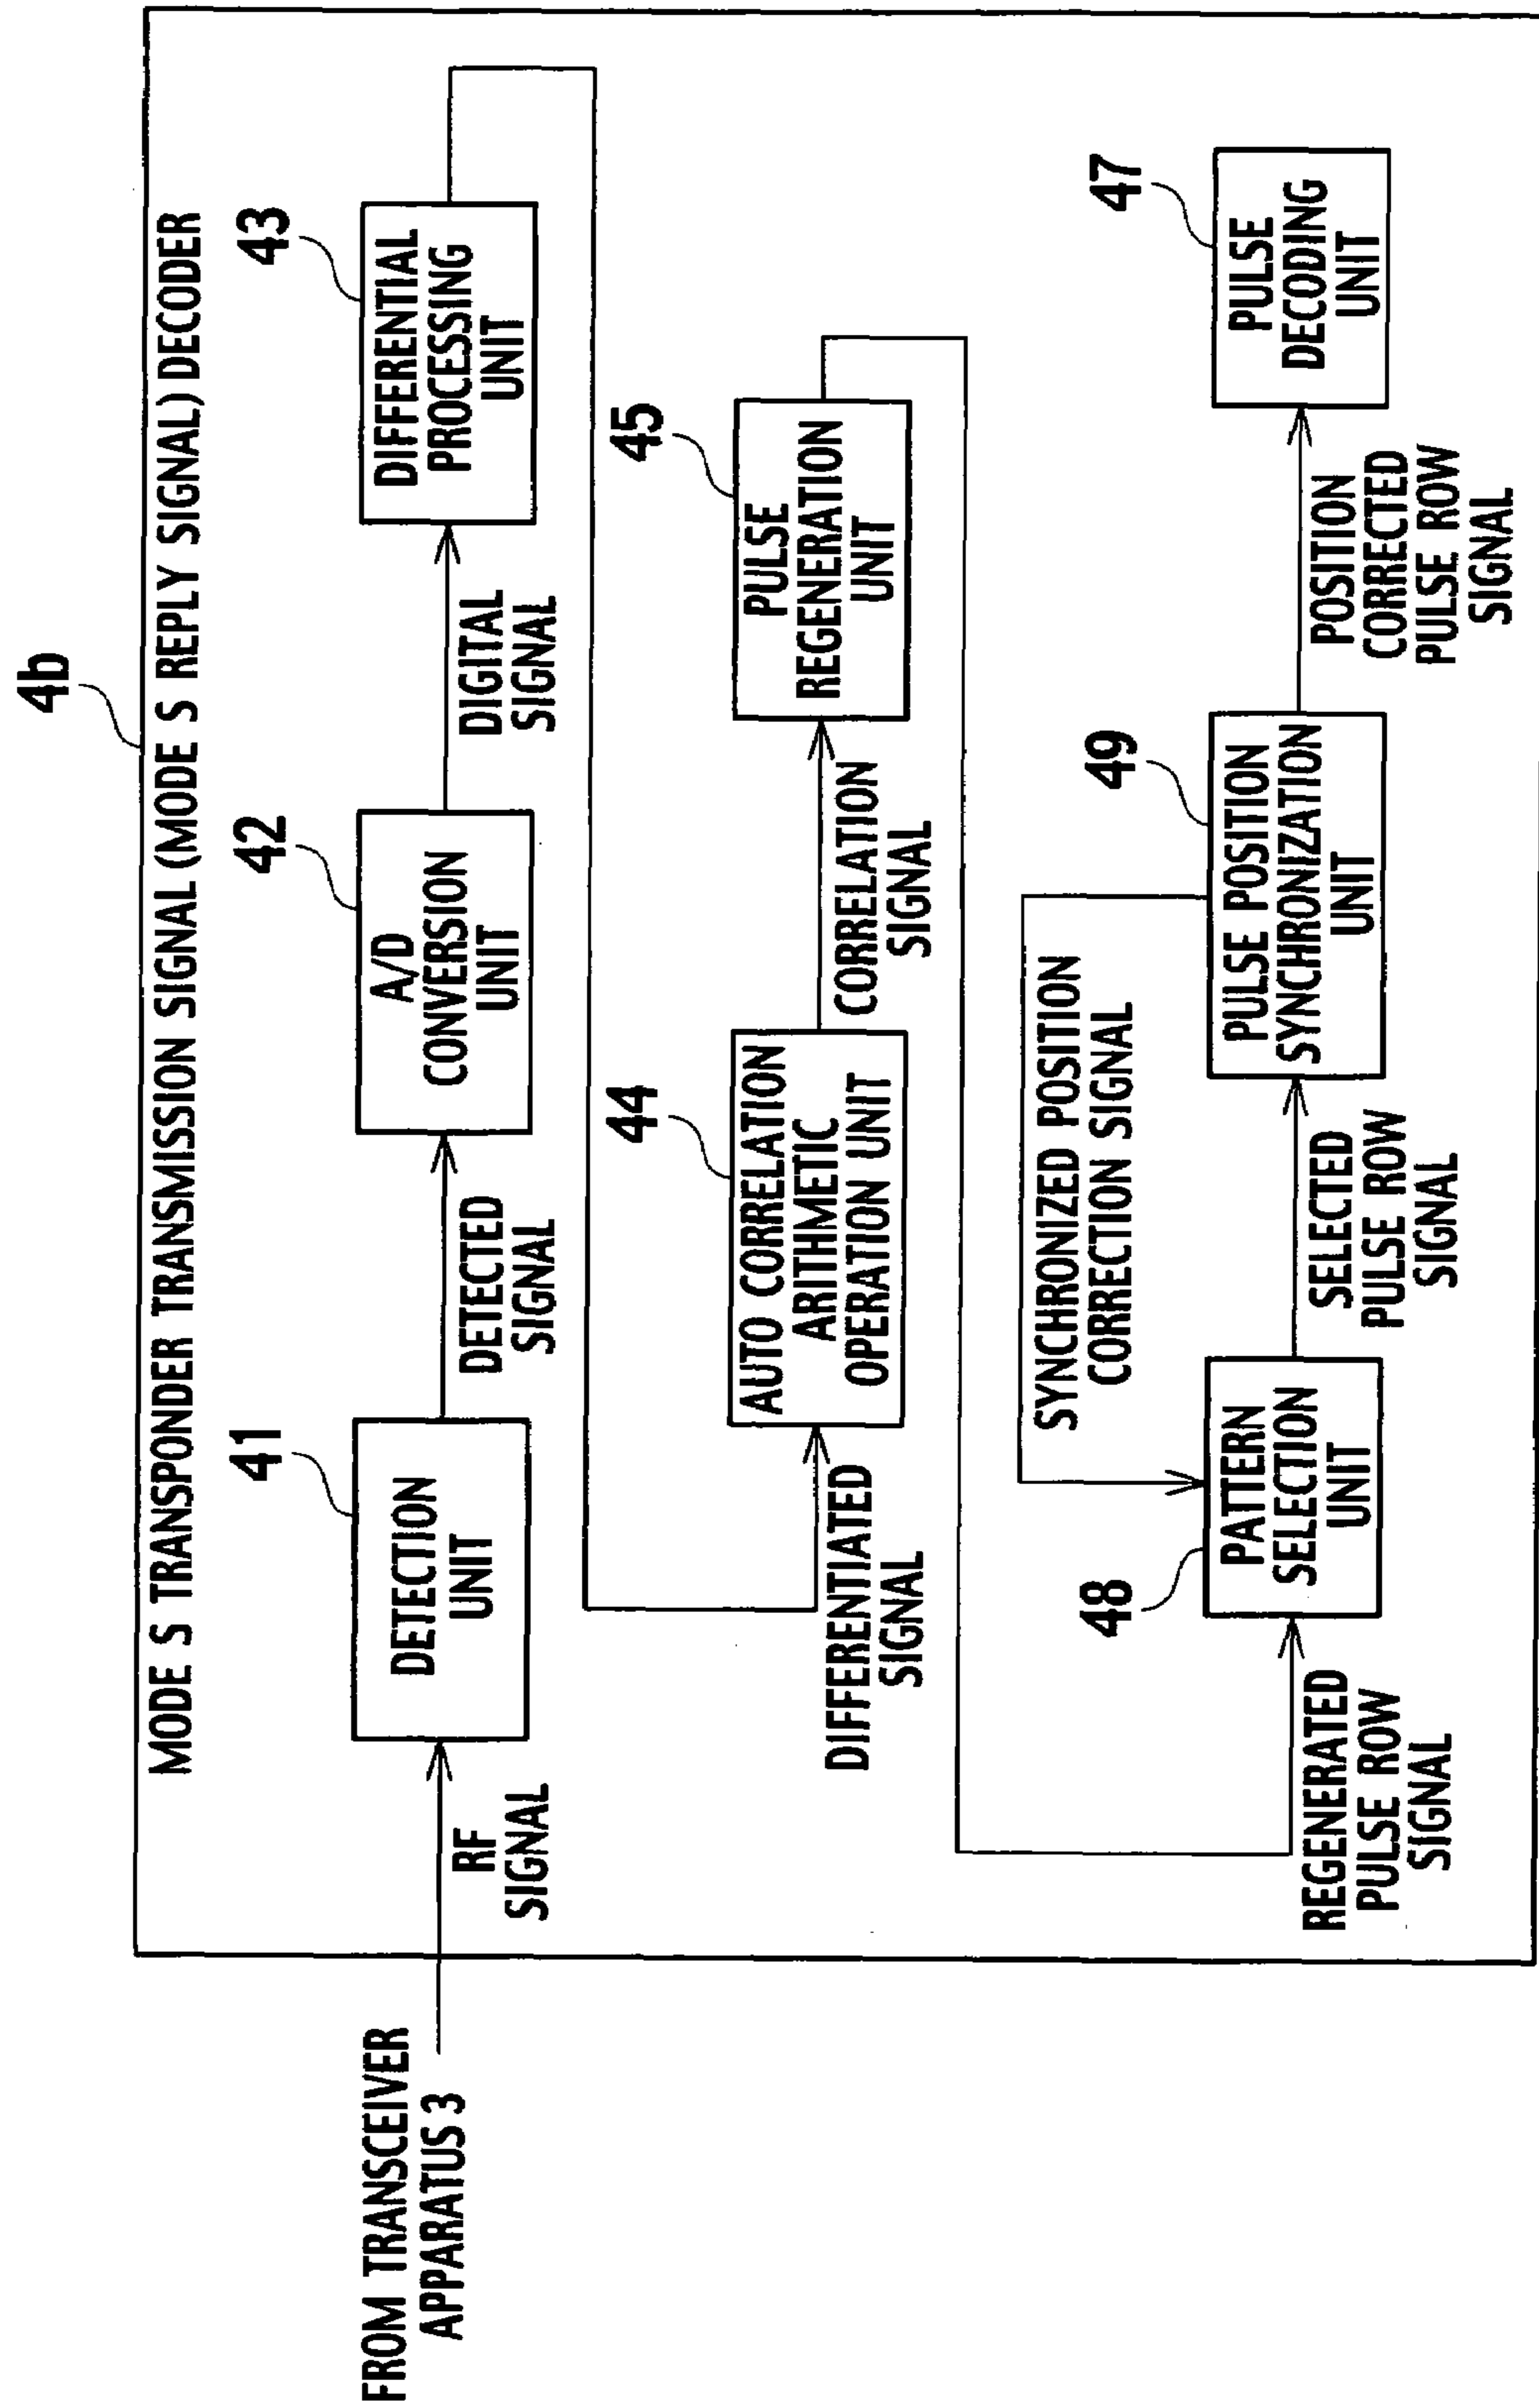 4b
MODE S TRANSPONDER TRANSMISSION SIGNAL (MODE S REPLY SIGNAL) DECODER
FROM TRANSCEIVER
APPARATUS 3
RF
SIGNAL
41
DETECTION
UNIT
DETECTED
SIGNAL
42
A/D
CONVERSION
UNIT
DIGITAL
SIGNAL
43
DIFFERENTIAL
PROCESSING
UNIT
DIFFERENTIATED
SIGNAL
44
AUTO CORRELATION
ARITHMETIC
OPERATION UNIT
CORRELATION
SIGNAL
45
PULSE
REGENERATION
UNIT
REGENERATED
PULSE ROW
SIGNAL
48
PATTERN
SELECTION
UNIT
SYNCHRONIZED POSITION
CORRECTION SIGNAL
SELECTED
PULSE ROW
SIGNAL
49
PULSE POSITION
SYNCHRONIZATION
UNIT
POSITION
CORRECTED
PULSE ROW
SIGNAL
47
PULSE
DECODING
UNIT